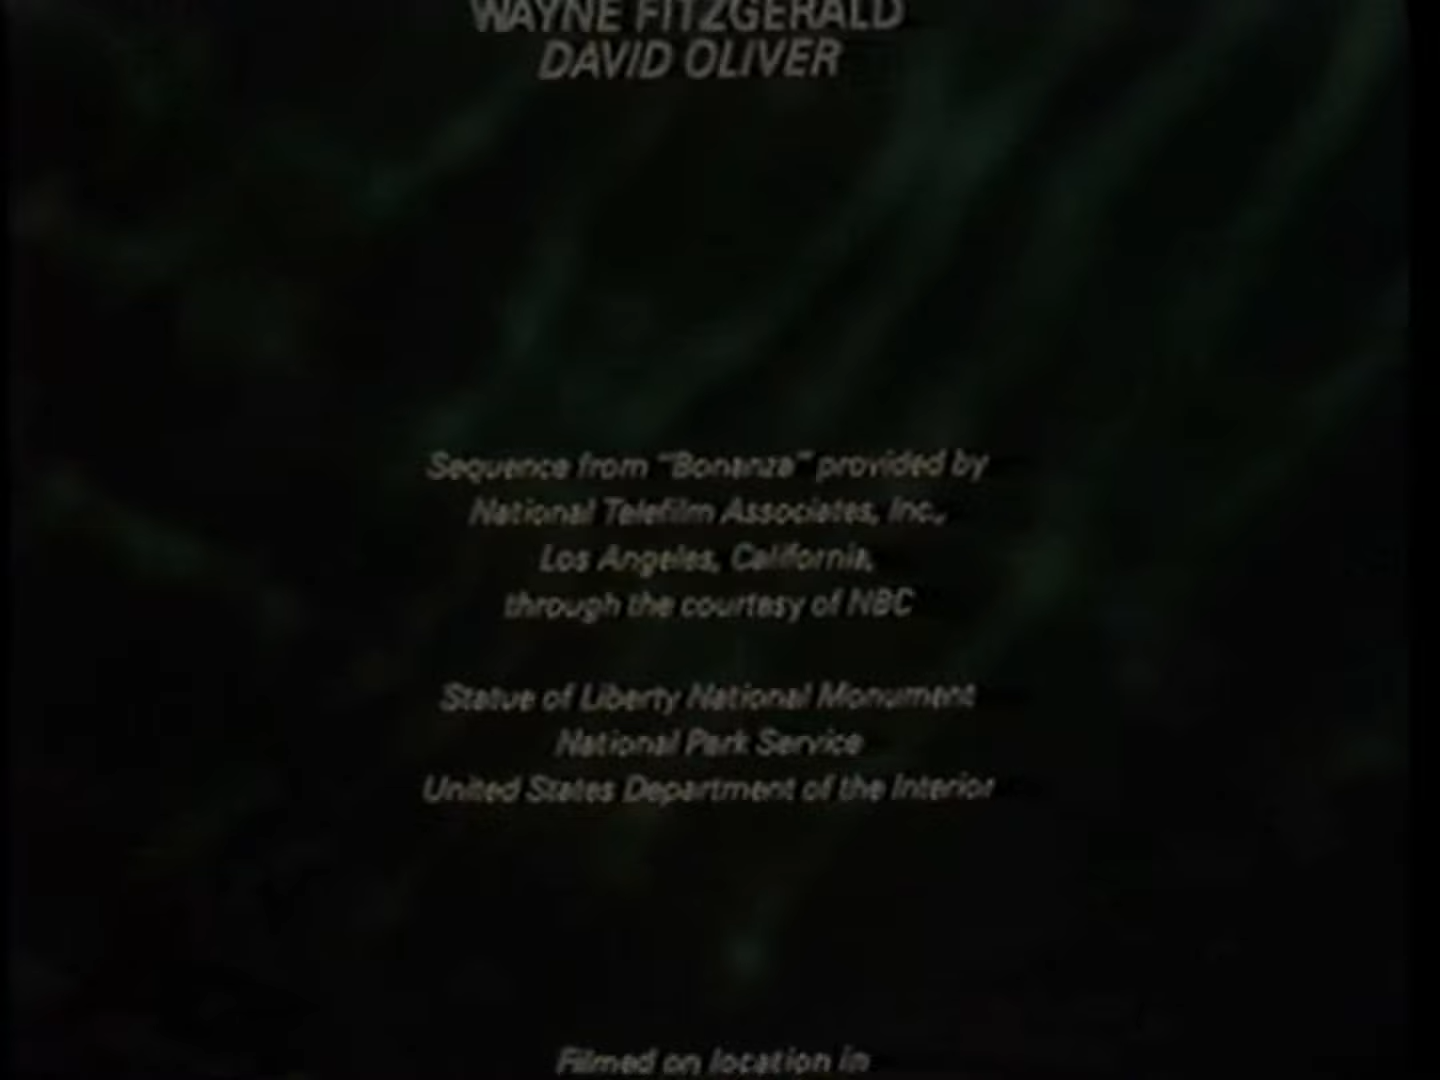 WAYNE FITZGERALD
DAVID OLIVER
Sequence from "Bonanza" provided by
National Telefilm Associates, Inc.,
Los Angeles, California,
through the courtesy of NBC
Statue of Liberty National Monument
National Park Service
United States Department of the Interior
Filmed on location in